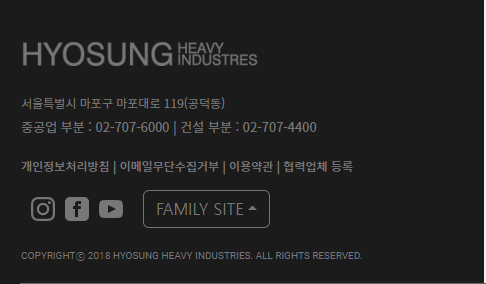 HYOSUNG HEAVY INDUSTRES
서울특별시 마포구 마포대로 119(공덕동)
중공업 부분 : 02-707-6000 | 건설 부분 : 02-707-4400
개인정보처리방침 | 이메일무단수집거부 | 이용약관 | 협력업체 등록
FAMILY SITE
COPYRIGHTⓒ 2018 HYOSUNG HEAVY INDUSTRIES. ALL RIGHTS RESERVED.